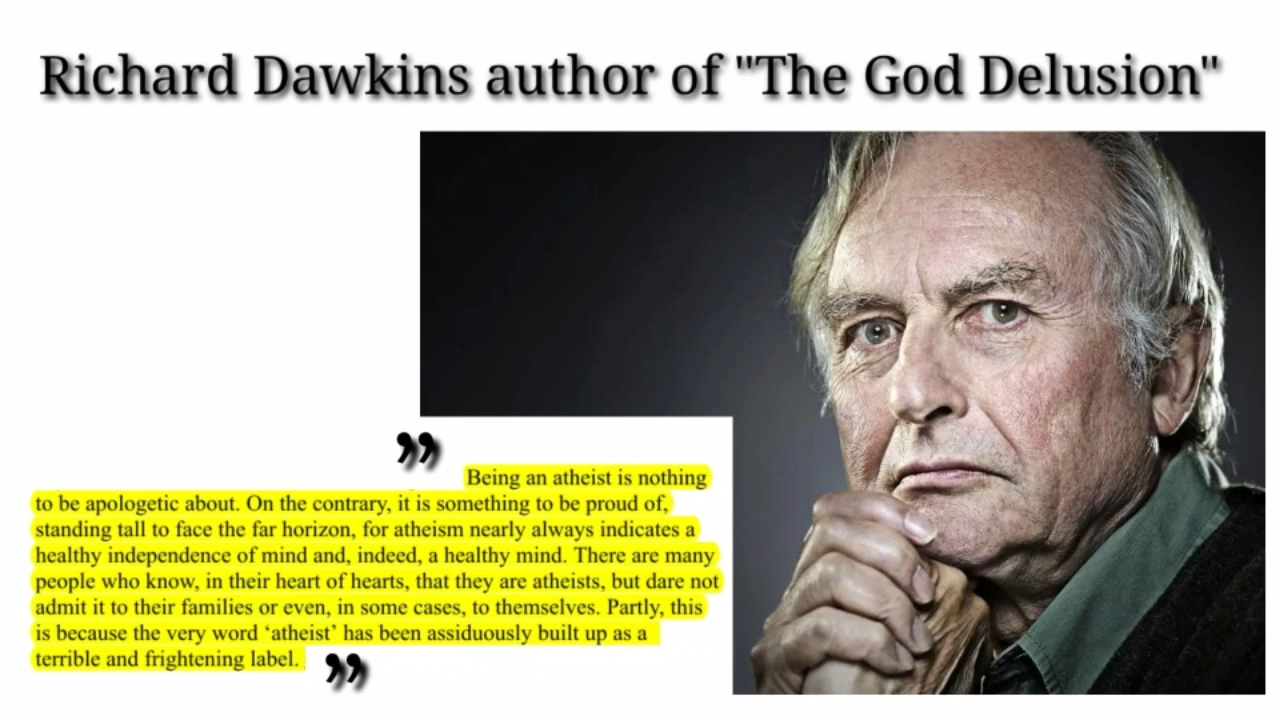 Richard Dawkins author of "The God Delusion"
”
Being an atheist is nothing
to be apologetic about. On the contrary, it is something to be proud of,
standing tall to face the far horizon, for atheism nearly always indicates a
healthy independence of mind and, indeed, a healthy mind. There are many
people who know, in their heart of hearts, that they are atheists, but dare not
admit it to their families or even, in some cases, to themselves. Partly, this
is because the very word ‘atheist’ has been assiduously built up as a
terrible and frightening label.
”